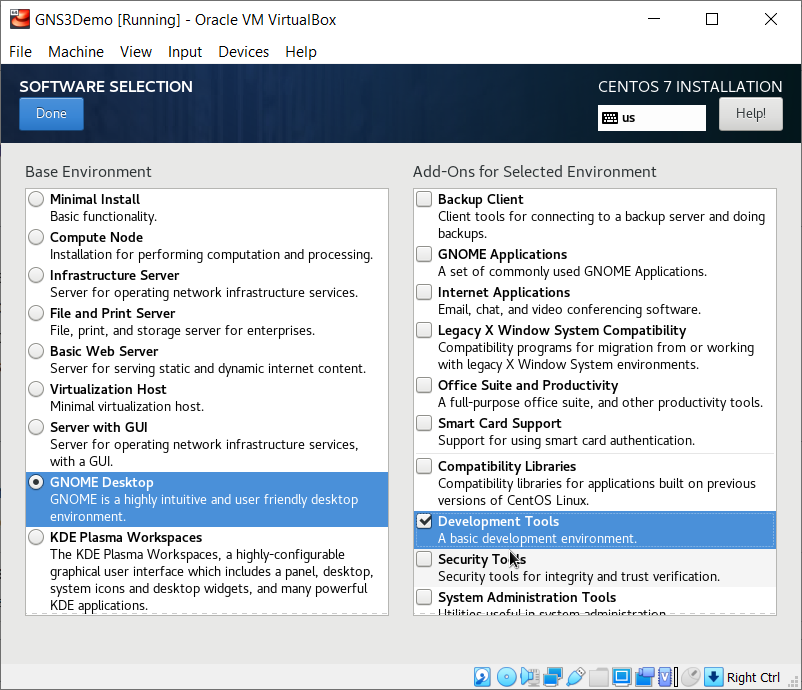 GNS3Demo [Running] - Oracle VM VirtualBox
File Machine View Input Devices Help
SOFTWARE SELECTION
CENTOS 7 INSTALLATION
Done
us
Help!
Base Environment
Minimal Install
Basic functionality.
Compute Node
Installation for performing computation and processing.
Infrastructure Server
Server for operating network infrastructure services.
File and Print Server
File, print, and storage server for enterprises.
Basic Web Server
Server for serving static and dynamic internet content.
Virtualization Host
Minimal virtualization host.
Server with GUI
Server for operating network infrastructure services,
with a GUI.
GNOME Desktop
GNOME is a highly intuitive and user friendly desktop
environment.
KDE Plasma Workspaces
The KDE Plasma Workspaces, a highly-configurable
graphical user interface which includes a panel, desktop,
system icons and desktop widgets, and many powerful
KDE applications.
Add-Ons for Selected Environment
Backup Client
Client tools for connecting to a backup server and doing
backups.
GNOME Applications
A set of commonly used GNOME Applications.
Internet Applications
Email, chat, and video conferencing software.
Legacy X Window System Compatibility
Compatibility programs for migration from or working
with legacy X Window System environments.
Office Suite and Productivity
A full-purpose office suite, and other productivity tools.
Smart Card Support
Support for using smart card authentication.
Compatibility Libraries
Compatibility libraries for applications built on previous
versions of CentOS Linux.
Development Tools
A basic development environment.
Security Tools
Security tools for integrity and trust verification.
System Administration Tools
Utilities useful in system administration.
Right Ctrl